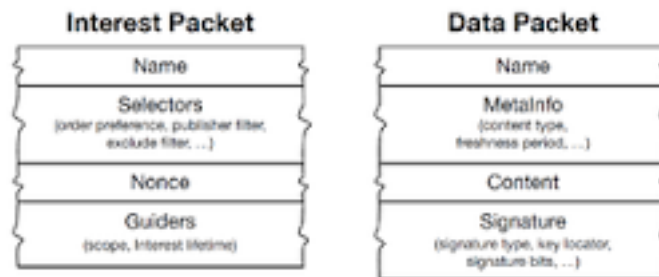 Interest Packet
Name
Selectors
(order preference, publisher filter,
exclude filter, ...)
Nonce
Guiders
(scope, Interest lifetime)
Data Packet
Name
MetaInfo
(content type,
freshness period, ...)
Content
Signature
(signature type, key locator,
signature bits, ...)